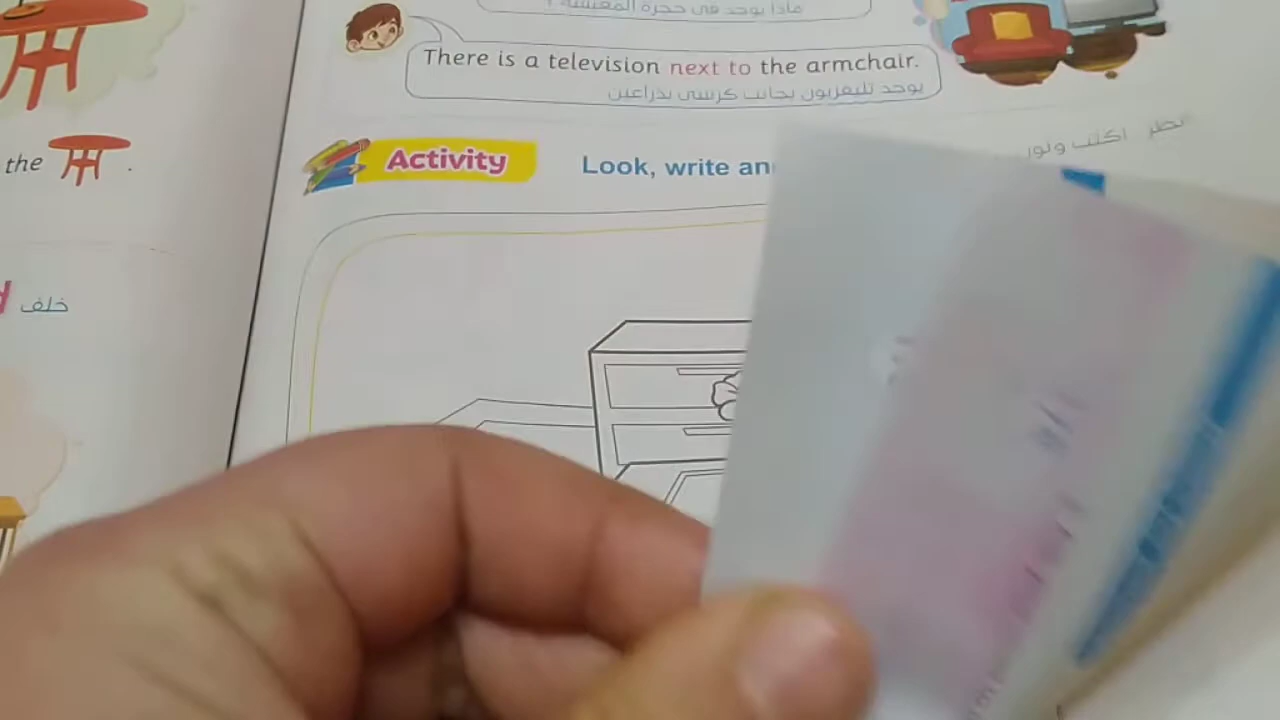 ماذا يوجد في حجرة المعيشة ؟
There is a television next to the armchair.
يوجد تليفزيون بجانب كرسي بذراعين
the
.
Activity
Look, write an
انظر اكتب ولون
خلف